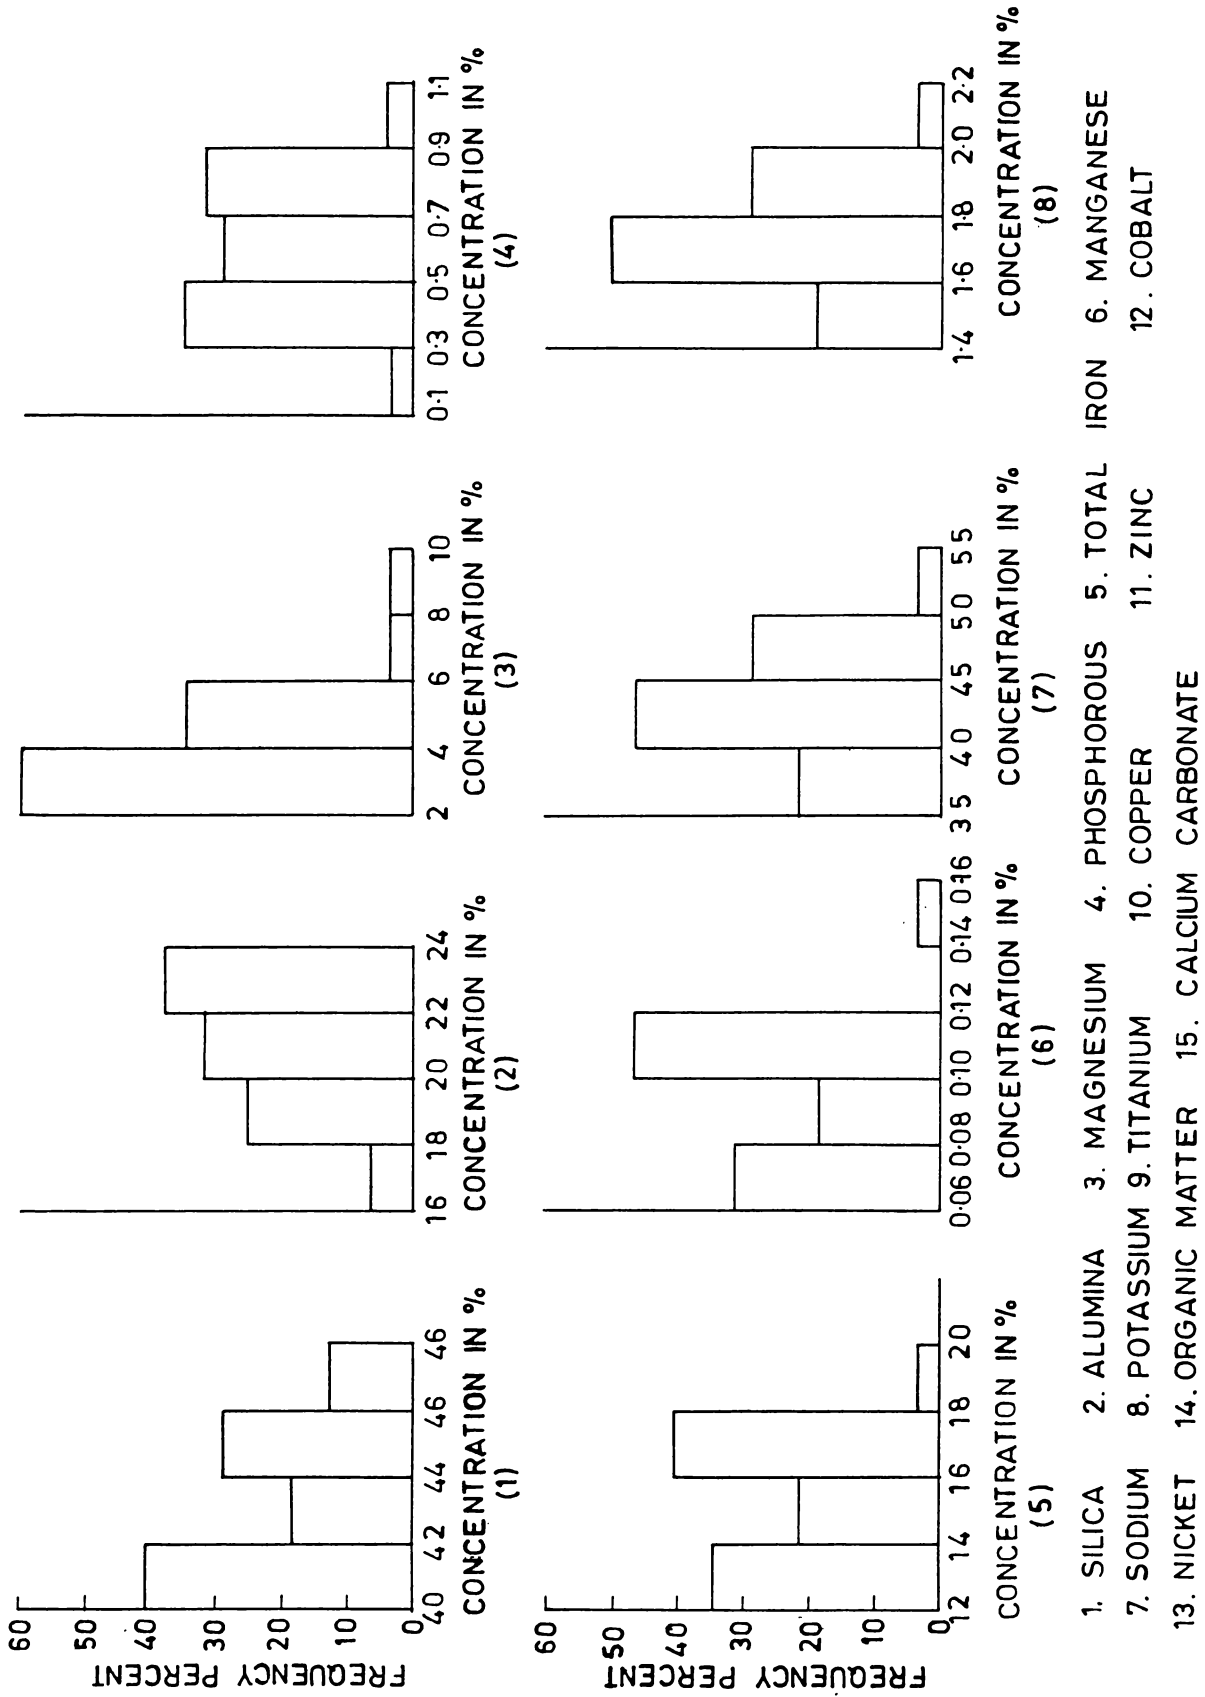 FREQUENCY PERCENT
60
50
40
30
20
10
0
40 42 44 46 46
CONCENTRATION IN %
(1)
16 18 20 22 24
CONCENTRATION IN %
(2)
2 4 6 8 10
CONCENTRATION IN %
(3)
0·1 0·3 0·5 0·7 0·9 1·1
CONCENTRATION IN %
(4)
FREQUENCY PERCENT
60
50
40
30
20
10
0
12 14 16 18 20
CONCENTRATION IN %
(5)
0·06 0·08 0·10 0·12 0·14 0·16
CONCENTRATION IN %
(6)
3 5 4 0 4 5 5 0 5 5
CONCENTRATION IN %
(7)
1·4 1·6 1·8 2·0 2·2
CONCENTRATION IN %
(8)
1. SILICA 2. ALUMINA 3. MAGNESIUM 4. PHOSPHOROUS 5. TOTAL IRON 6. MANGANESE
7. SODIUM 8. POTASSIUM 9. TITANIUM 10. COPPER 11. ZINC 12. COBALT
13. NICKET 14. ORGANIC MATTER 15. CALCIUM CARBONATE